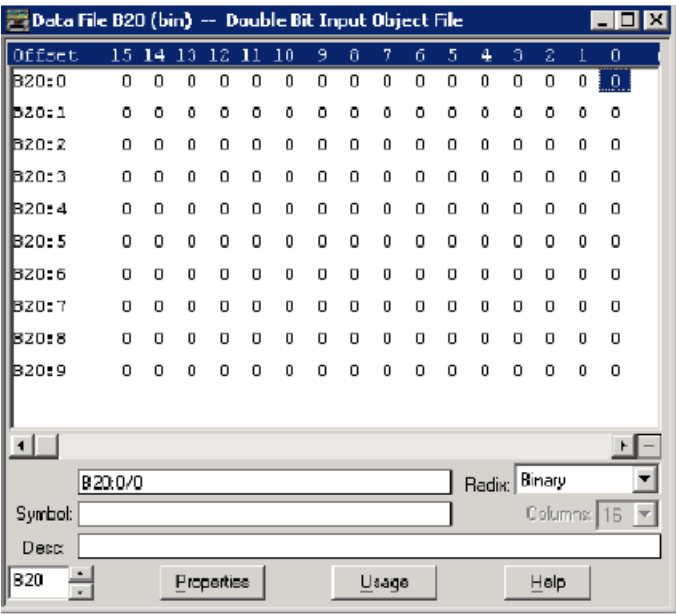 Data File B20 (bin) -- Double Bit Input Object File
Offset 15 14 13 12 11 10 9 8 7 6 5 4 3 2 1 0
B20:0 0 0 0 0 0 0 0 0 0 0 0 0 0 0 0 0
B20:1 0 0 0 0 0 0 0 0 0 0 0 0 0 0 0 0
B20:2 0 0 0 0 0 0 0 0 0 0 0 0 0 0 0 0
B20:3 0 0 0 0 0 0 0 0 0 0 0 0 0 0 0 0
B20:4 0 0 0 0 0 0 0 0 0 0 0 0 0 0 0 0
B20:5 0 0 0 0 0 0 0 0 0 0 0 0 0 0 0 0
B20:6 0 0 0 0 0 0 0 0 0 0 0 0 0 0 0 0
B20:7 0 0 0 0 0 0 0 0 0 0 0 0 0 0 0 0
B20:8 0 0 0 0 0 0 0 0 0 0 0 0 0 0 0 0
B20:9 0 0 0 0 0 0 0 0 0 0 0 0 0 0 0 0
B20:0/0 Radix: Binary
Symbol: Columns: 16
Desc:
B20 Properties Usage Help